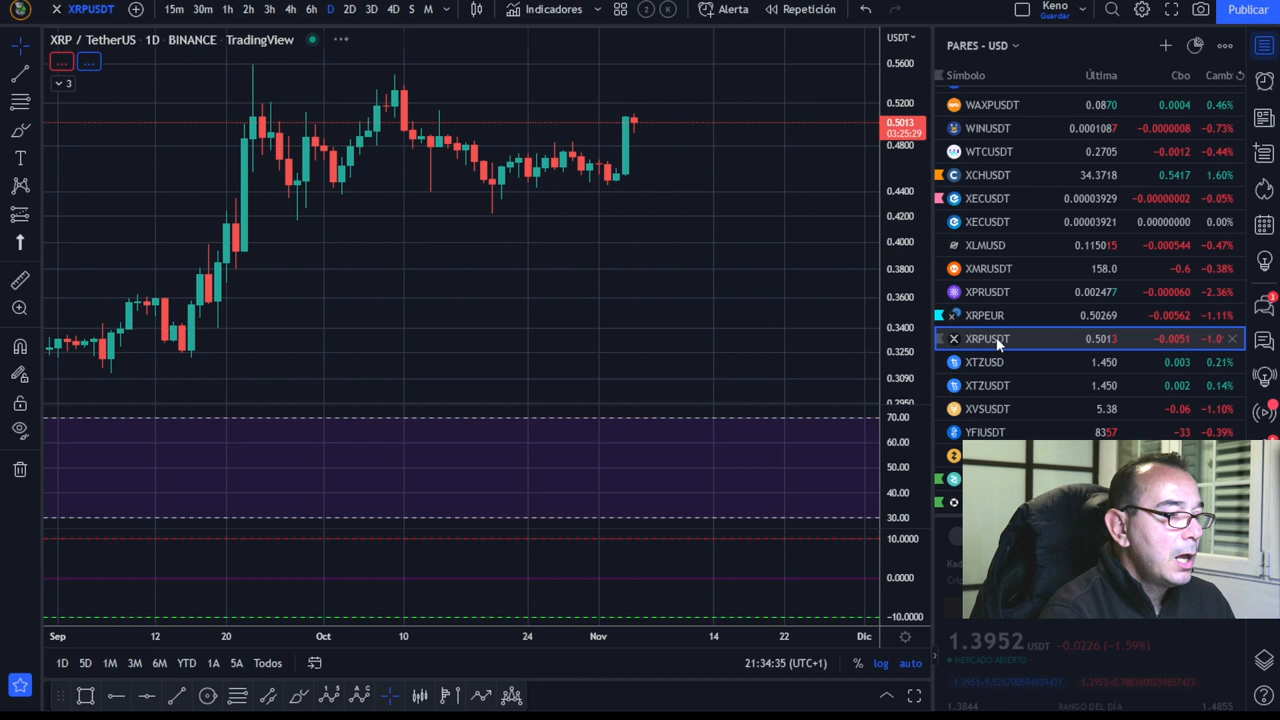 XRPUSDT 15m 30m 1h 2h 3h 4h 6h D 2D 3D 4D S M Indicadores 2 K Alerta Repetición Keno Guardar Publicar
XRP / TetherUS · 1D · BINANCE · TradingView
... ...
3
USDT
0.5600
0.5200
0.5013
03:25:29
0.4800
0.4400
0.4200
0.4000
0.3800
0.3600
0.3400
0.3250
0.3090
0.2950
70.00
60.00
50.00
40.00
30.00
10.0000
0.0000
−10.0000
Sep 12 20 Oct 10 24 Nov 14 22 Dic
1D 5D 1M 3M 6M YTD 1A 5A Todos 21:34:35 (UTC+1) % log auto
PARES - USD
Símbolo Última Cbo Camb
WAXPUSDT 0.0870 0.0004 0.46%
WINUSDT 0.0001087 −0.0000008 −0.73%
WTCUSDT 0.2705 −0.0012 −0.44%
XCHUSDT 34.3718 0.5417 1.60%
XECUSDT 0.00003929 −0.00000002 −0.05%
XECUSDT 0.00003921 0.00000000 0.00%
XLMUSD 0.115015 −0.000544 −0.47%
XMRUSDT 158.0 −0.6 −0.38%
XPRUSDT 0.002477 −0.000060 −2.36%
XRPEUR 0.50269 −0.00562 −1.11%
XRPUSDT 0.5013 −0.0051 −1.0
XTZUSD 1.450 0.003 0.21%
XTZUSDT 1.450 0.002 0.14%
XVSUSDT 5.38 −0.06 −1.10%
YFIUSDT 8357 −33 −0.39%
1.3952 USDT −0.0226 (−1.59%)
MERCADO ABIERTO
1.3844 RANGO DEL DÍA 1.4855